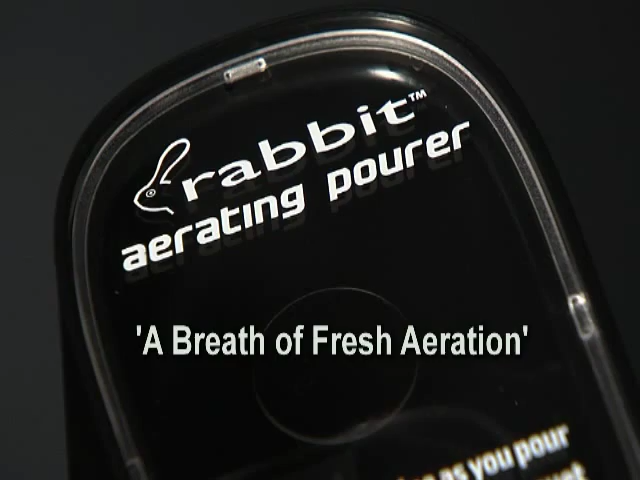 rabbit™
aerating pourer
'A Breath of Fresh Aeration'
as you pour